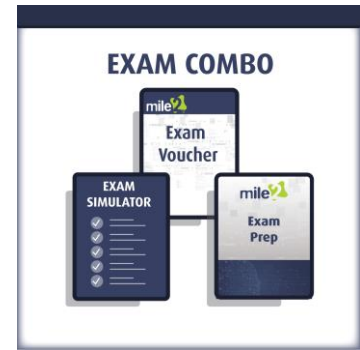 EXAM COMBO
mile2
Exam
Voucher
EXAM
SIMULATOR
mile2
Exam
Prep